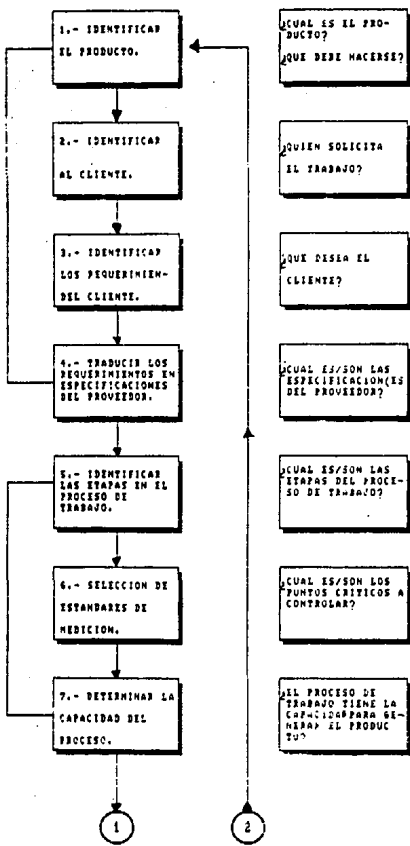 1.- IDENTIFICAR
EL PRODUCTO.
¿CUAL ES EL PRO-
DUCTO?
¿QUE DEBE HACERSE?
2.- IDENTIFICAR
AL CLIENTE.
¿QUIEN SOLICITA
EL TRABAJO?
3.- IDENTIFICAR
LOS REQUERIMIEN-
DEL CLIENTE.
¿QUE DESEA EL
CLIENTE?
4.- TRADUCIR LOS
REQUERIMIENTOS EN
ESPECIFICACIONES
DEL PROVEEDOR.
¿CUAL ES/SON LAS
ESPECIFICACION(ES
DEL PROVEEDOR?
5.- IDENTIFICAR
LAS ETAPAS EN EL
PROCESO DE
TRABAJO.
¿CUAL ES/SON LAS
ETAPAS DEL PROCE-
SO DE TRABAJO?
6.- SELECCION DE
ESTANDARES DE
MEDICION.
¿CUAL ES/SON LOS
PUNTOS CRITICOS A
CONTROLAR?
7.- DETERMINAR LA
CAPACIDAD DEL
PROCESO.
¿EL PROCESO DE
TRABAJO TIENE LA
CAPACIDAD PARA GE-
NERAR EL PRODUC
TO?
1
2